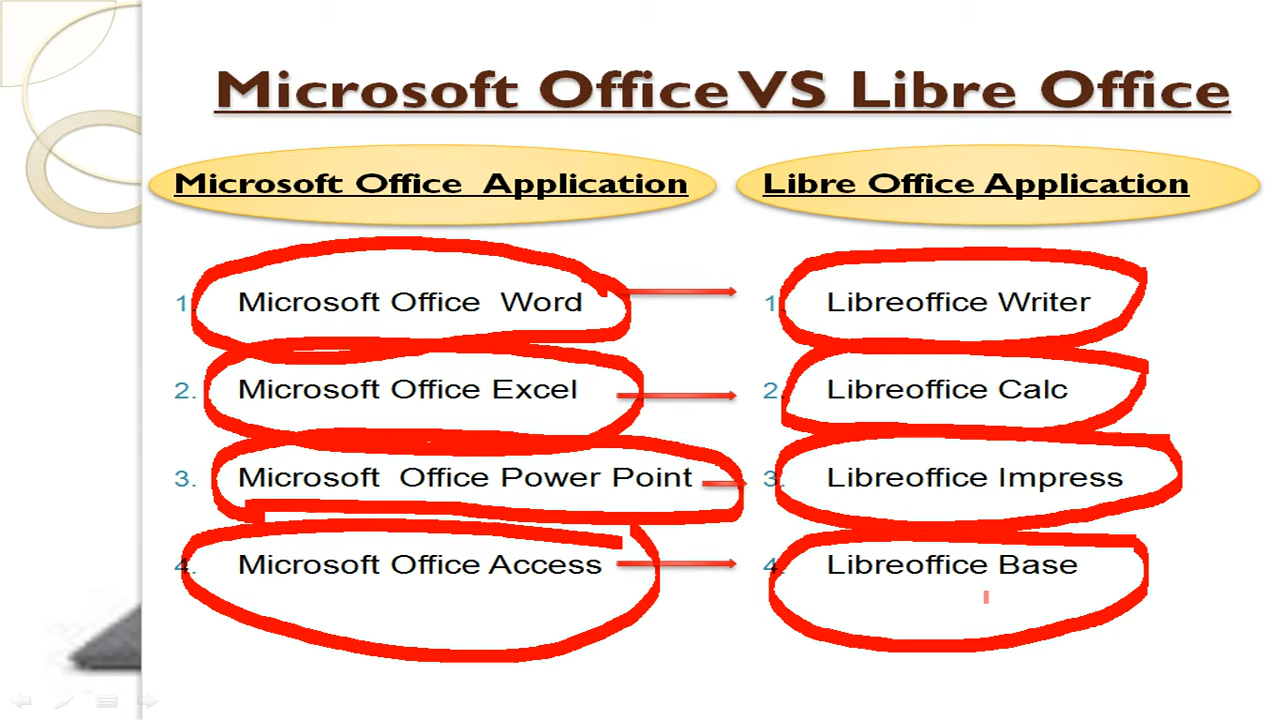 Microsoft Office VS Libre Office
Microsoft Office Application
Libre Office Application
1. Microsoft Office Word
1. Libreoffice Writer
2. Microsoft Office Excel
2. Libreoffice Calc
3. Microsoft Office Power Point
3. Libreoffice Impress
4. Microsoft Office Access
4. Libreoffice Base